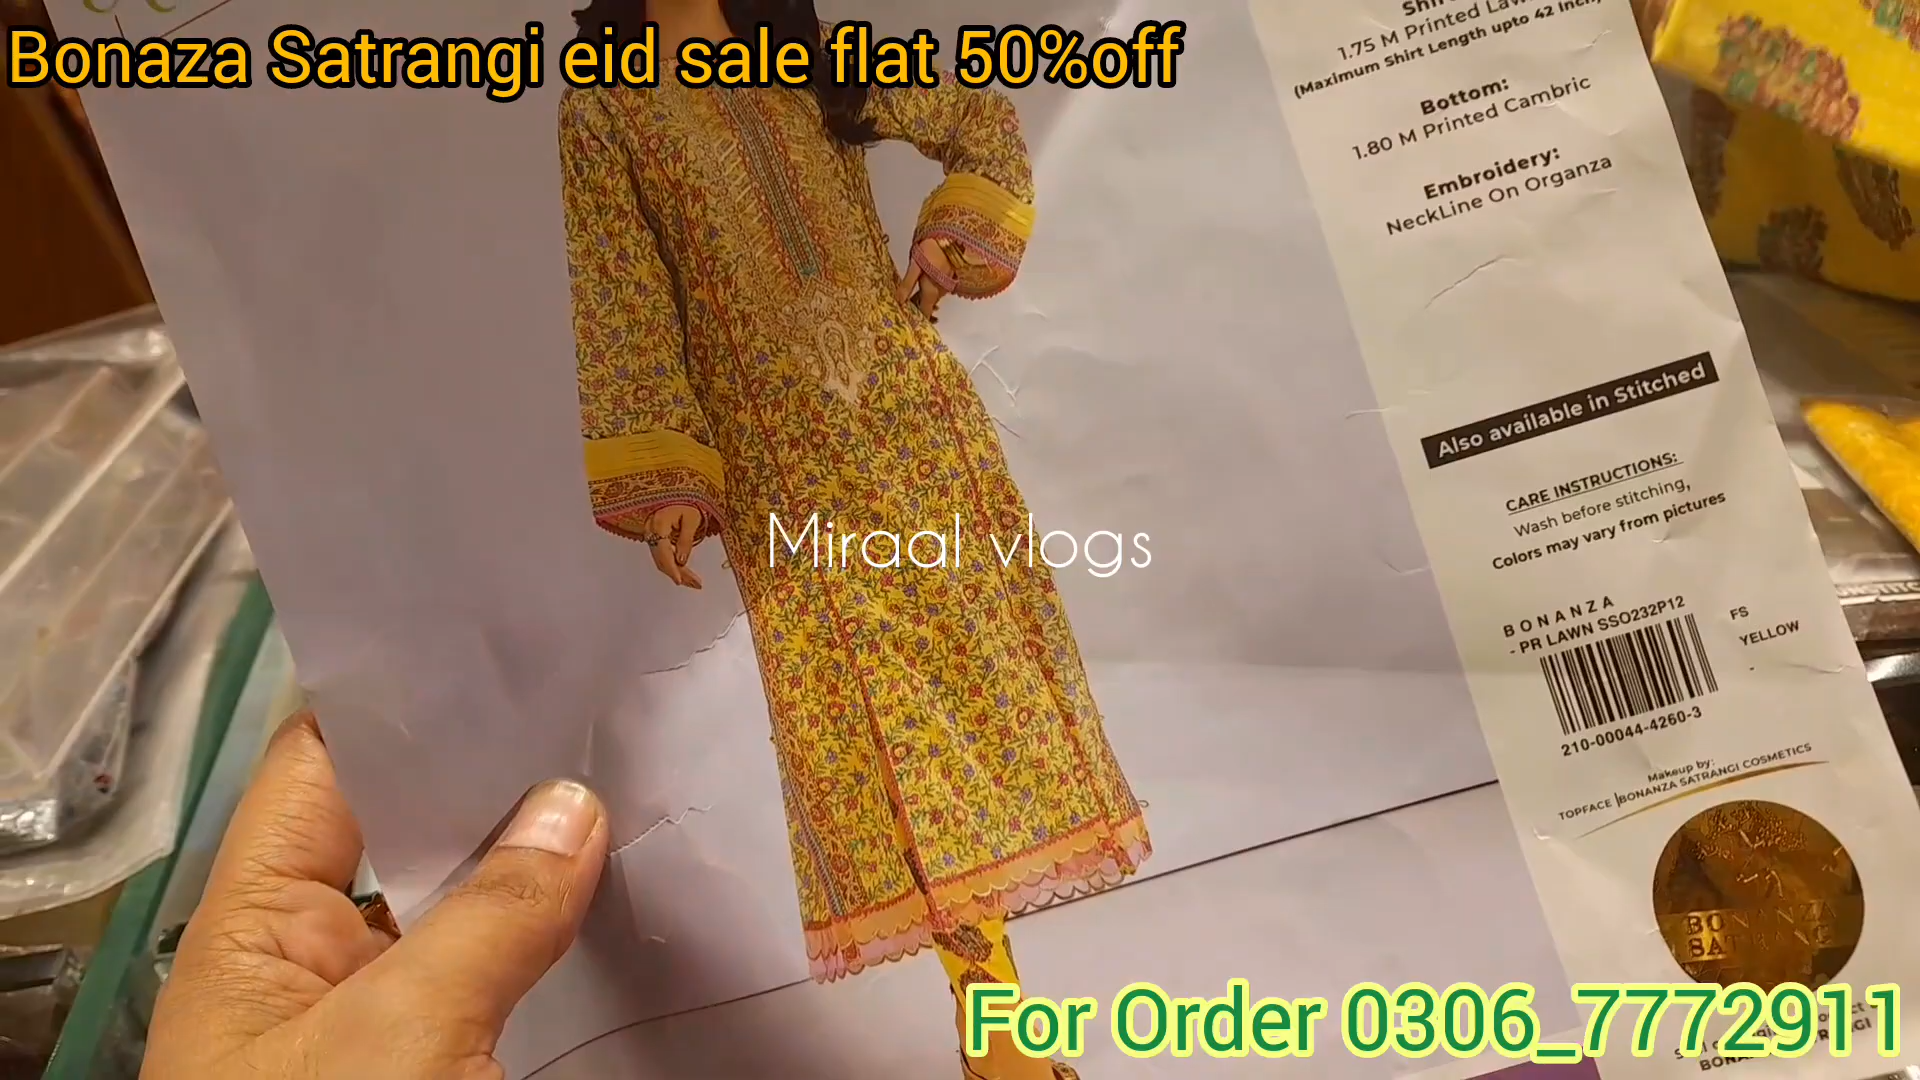 Bonaza Satrangi eid sale flat 50%off
1.75 M Printed
(Maximum Shirt Length upto 42 Inch)
Bottom:
1.80 M Printed Cambric
Embroidery:
NeckLine On Organza
Also available in Stitched
CARE INSTRUCTIONS:
Wash before stitching,
Colors may vary from pictures
Miraal vlogs
BONANZA
- PR LAWN SSO232P12
FS
YELLOW
210-00044-4260-3
Makeup by:
TOPFACE | BONANZA SATRANGI COSMETICS
BONANZA
For Order 0306_7772911